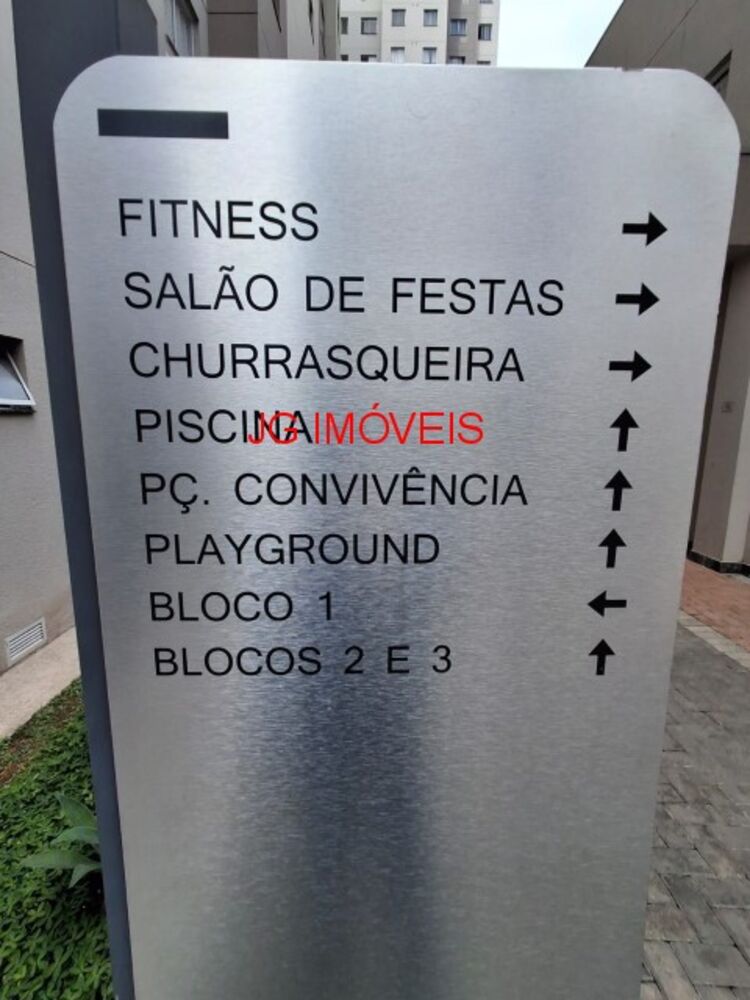 FITNESS →
SALÃO DE FESTAS →
CHURRASQUEIRA →
PISCINA ↑
JG IMÓVEIS
PÇ. CONVIVÊNCIA ↑
PLAYGROUND ↑
BLOCO 1 ←
BLOCOS 2 E 3 ↑